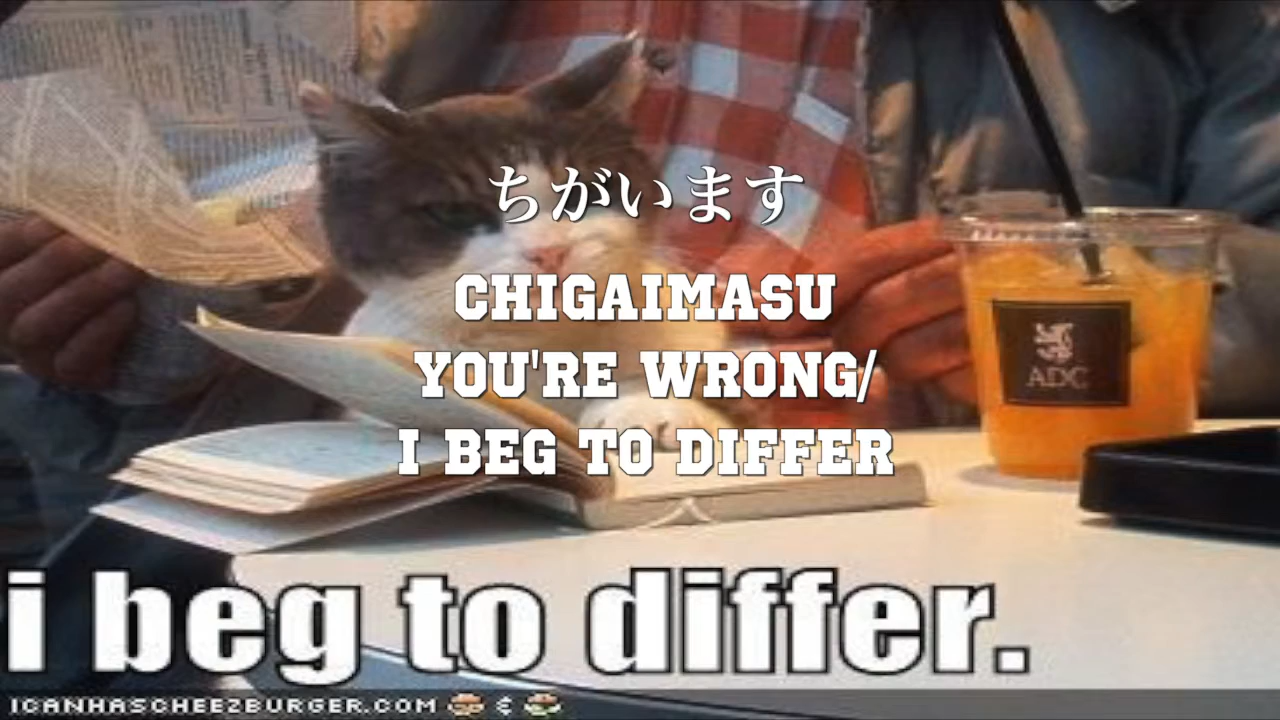 ちがいます
CHIGAIMASU
YOU'RE WRONG/
I BEG TO DIFFER
ADC
i beg to differ.
ICANHASCHEEZBURGER.COM